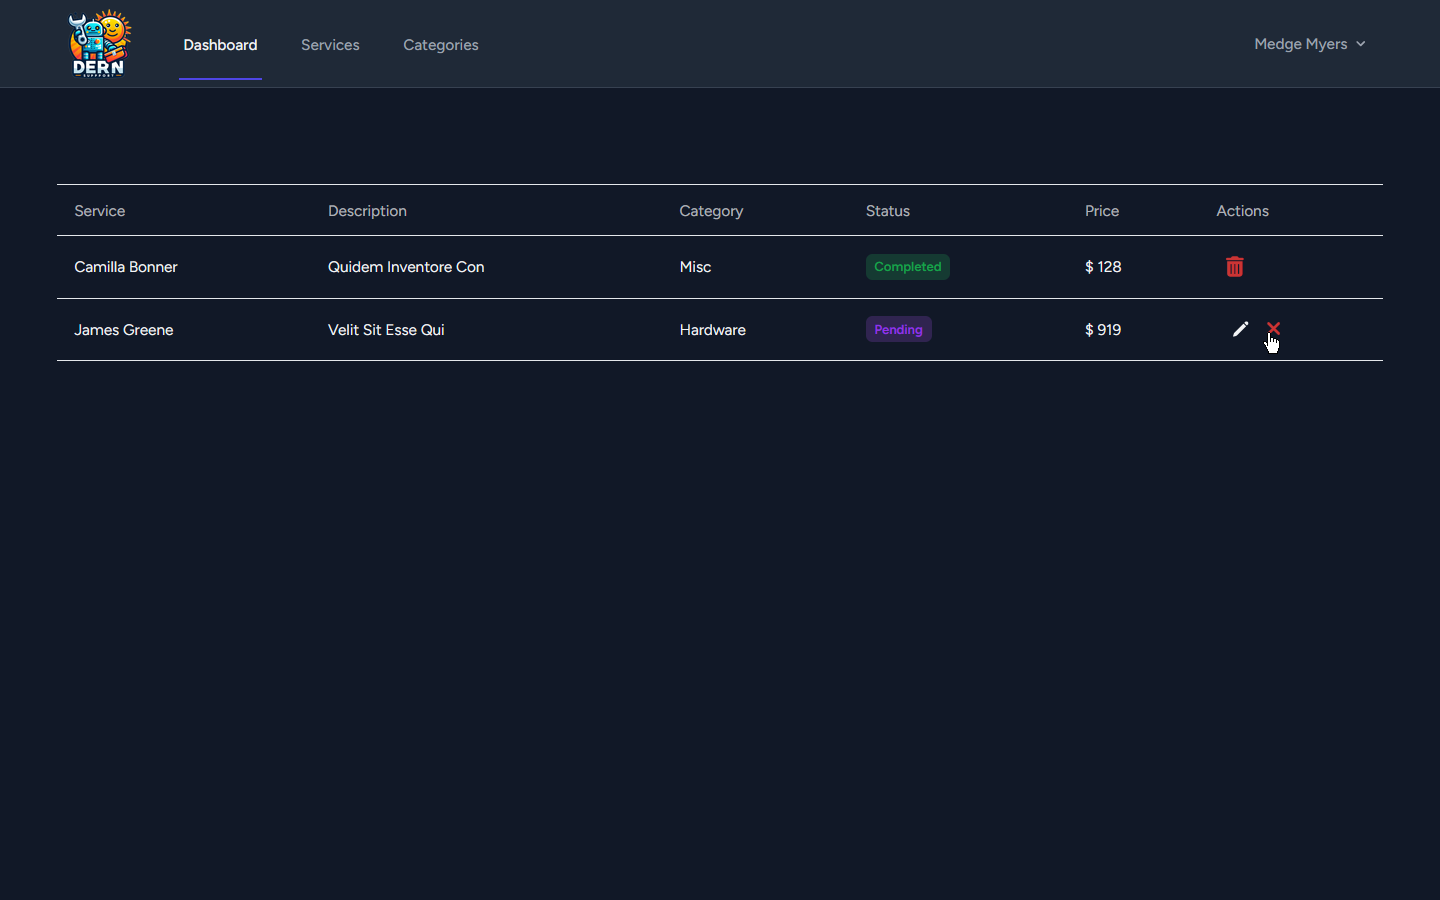 DERN
SUPPPORT
Dashboard Services Categories Medge Myers
Service Description Category Status Price Actions
Camilla Bonner Quidem Inventore Con Misc Completed $ 128
James Greene Velit Sit Esse Qui Hardware Pending $ 919